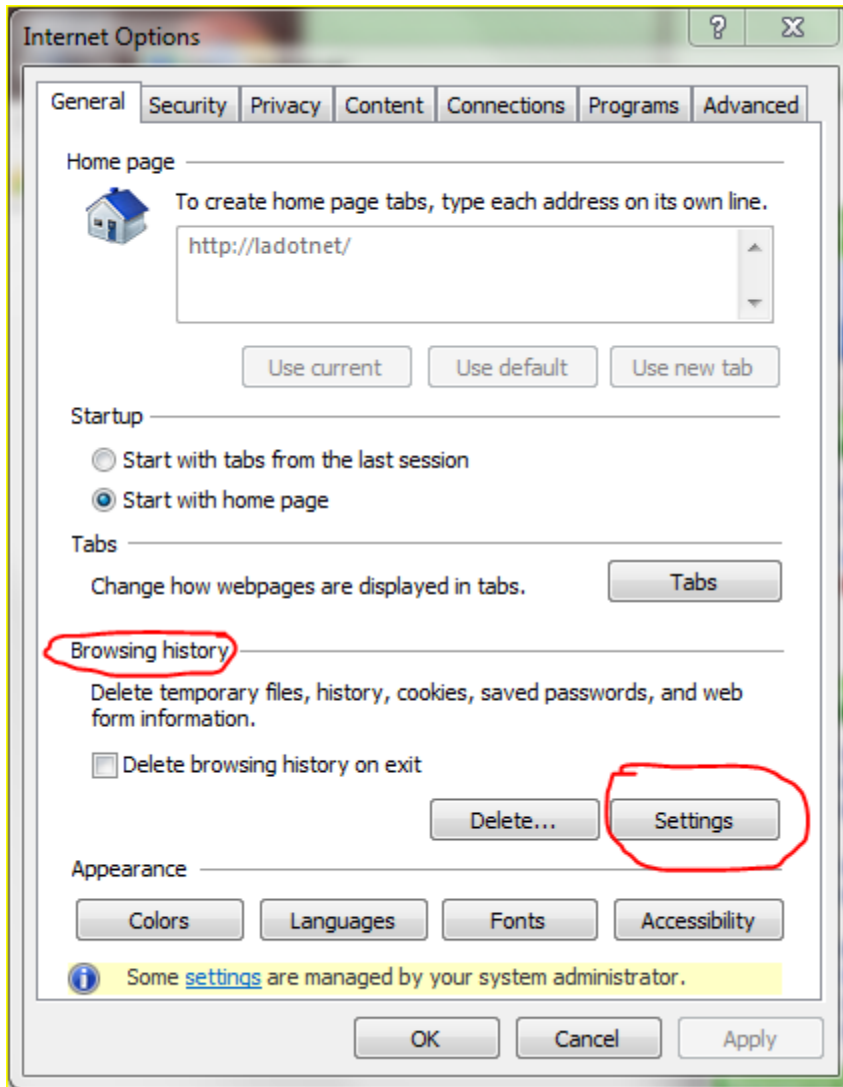 Internet Options
General Security Privacy Content Connections Programs Advanced
Home page
To create home page tabs, type each address on its own line.
http://ladotnet/
Use current Use default Use new tab
Startup
Start with tabs from the last session
Start with home page
Tabs
Change how webpages are displayed in tabs. Tabs
Browsing history
Delete temporary files, history, cookies, saved passwords, and web
form information.
Delete browsing history on exit
Delete... Settings
Appearance
Colors Languages Fonts Accessibility
Some settings are managed by your system administrator.
OK Cancel Apply